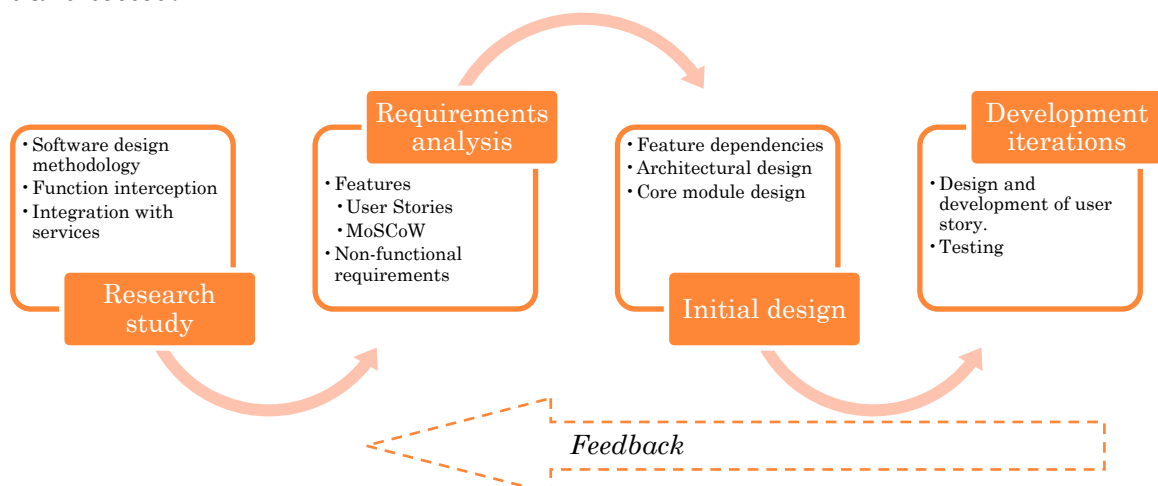 • Software design
methodology
• Function interception
• Integration with
services
Research
study
Requirements
analysis
• Features
• User Stories
• MoSCoW
• Non-functional
requirements
• Feature dependencies
• Architectural design
• Core module design
Initial design
Development
iterations
• Design and
development of user
story.
• Testing
Feedback